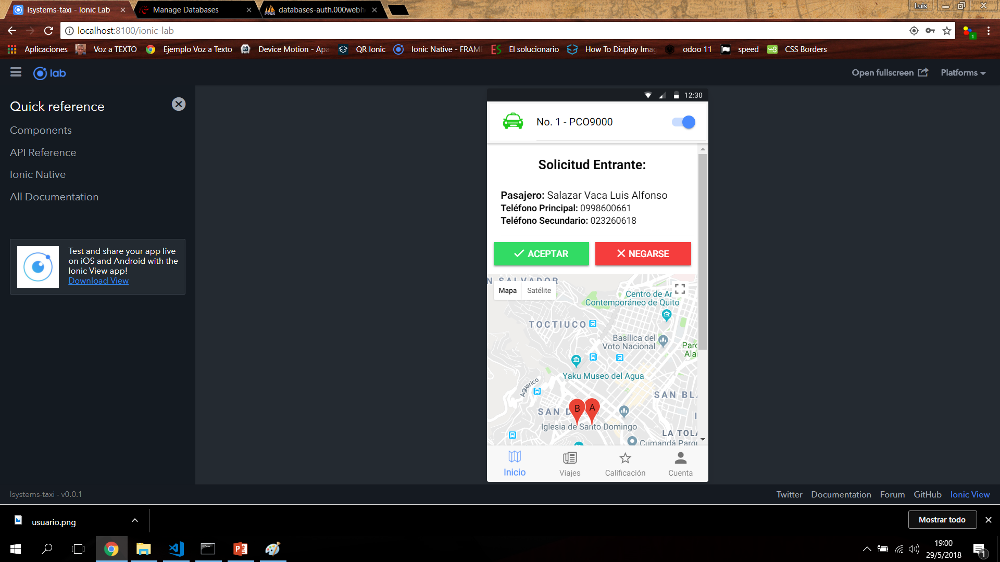 lsystems-taxi - Ionic Lab
Manage Databases
databases-auth.000webh
Luis
localhost:8100/ionic-lab
1
Aplicaciones
Voz a TEXTO
Ejemplo Voz a Texto
Device Motion - Apa
QR Ionic
Ionic Native - FRAM
El solucionario
How To Display Imag
odoo 11
speed
CSS Borders
lab
Open fullscreen
Platforms
Quick reference
Components
API Reference
Ionic Native
All Documentation
Test and share your app live
on iOS and Android with the
Ionic View app!
Download View
12:30
No. 1 - PCO9000
Solicitud Entrante:
Pasajero: Salazar Vaca Luis Alfonso
Teléfono Principal: 0998600661
Teléfono Secundario: 023260618
ACEPTAR
NEGARSE
N SALVADOR
Mapa
Satélite
Centro de Ar
Contemporáneo de Quito
TOCTIUCO
Basílica del
Voto Nacional
Parq
Ala
Yaku Museo del Agua
Aguarico
SAN BL
B
A
SAN D
Iglesia de Santo Domingo
LA TOLA
Cumandá Parqu
Inicio
Viajes
Calificación
Cuenta
lsystems-taxi - v0.0.1
Twitter
Documentation
Forum
GitHub
Ionic View
usuario.png
Mostrar todo
19:00
29/5/2018
1